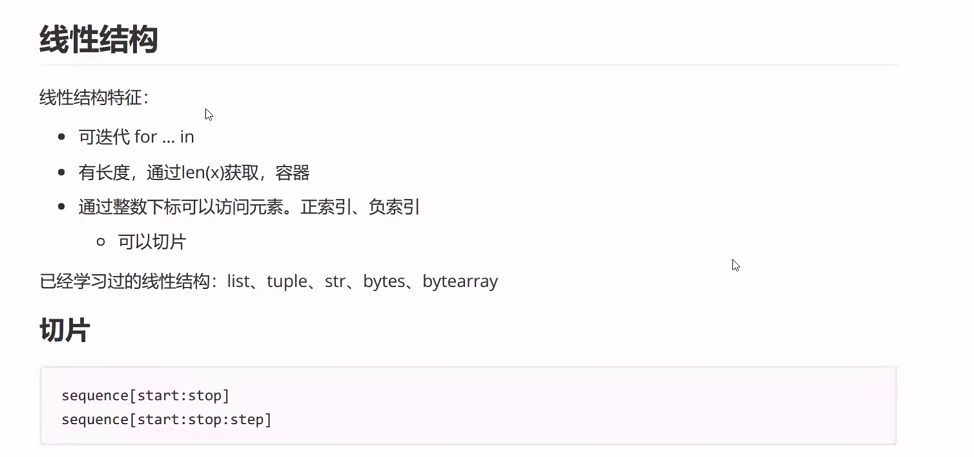 线性结构
线性结构特征：
可迭代 for ... in
有长度，通过len(x)获取，容器
通过整数下标可以访问元素。正索引、负索引
可以切片
已经学习过的线性结构：list、tuple、str、bytes、bytearray
切片
sequence[start:stop]
sequence[start:stop:step]